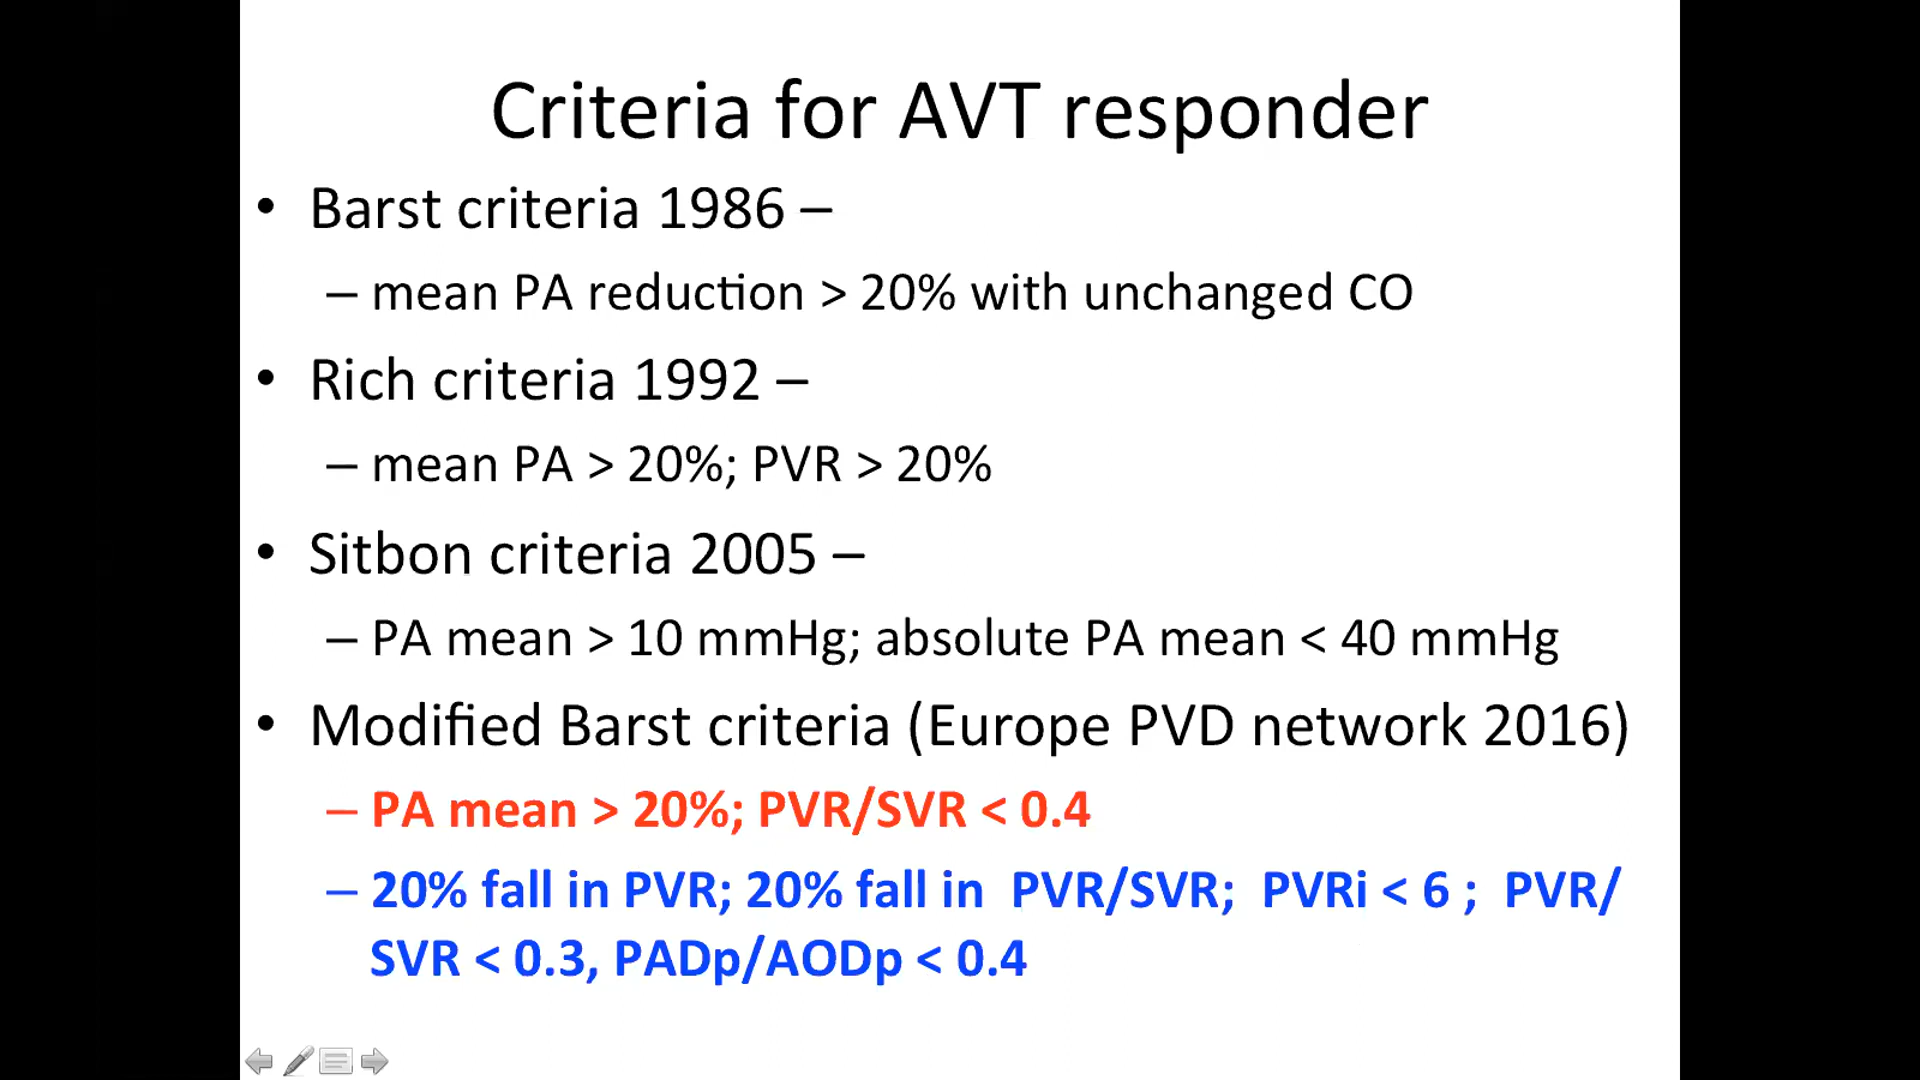 Criteria for AVT responder
• Barst criteria 1986 –
– mean PA reduction > 20% with unchanged CO
• Rich criteria 1992 –
– mean PA > 20%; PVR > 20%
• Sitbon criteria 2005 –
– PA mean > 10 mmHg; absolute PA mean < 40 mmHg
• Modified Barst criteria (Europe PVD network 2016)
– PA mean > 20%; PVR/SVR < 0.4
– 20% fall in PVR; 20% fall in PVR/SVR; PVRi < 6 ; PVR/
SVR < 0.3, PADp/AODp < 0.4